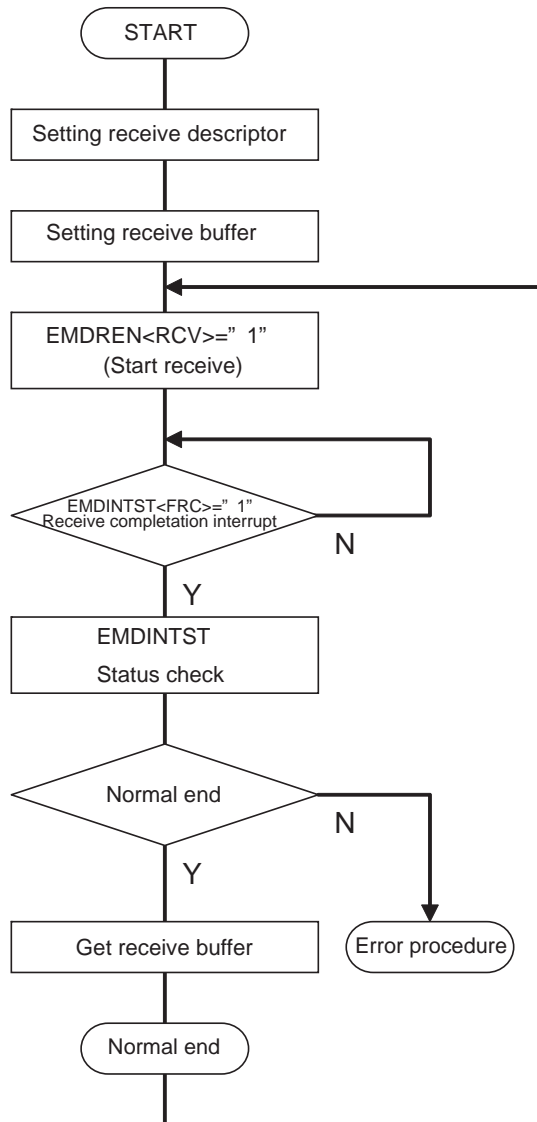 START
Setting receive descriptor
Setting receive buffer
EMDREN<RCV>=” 1”
(Start receive)
EMDINTST<FRC>=” 1”
Receive completation interrupt
N
Y
EMDINTST
Status check
Normal end
N
Y
Get receive buffer
Error procedure
Normal end